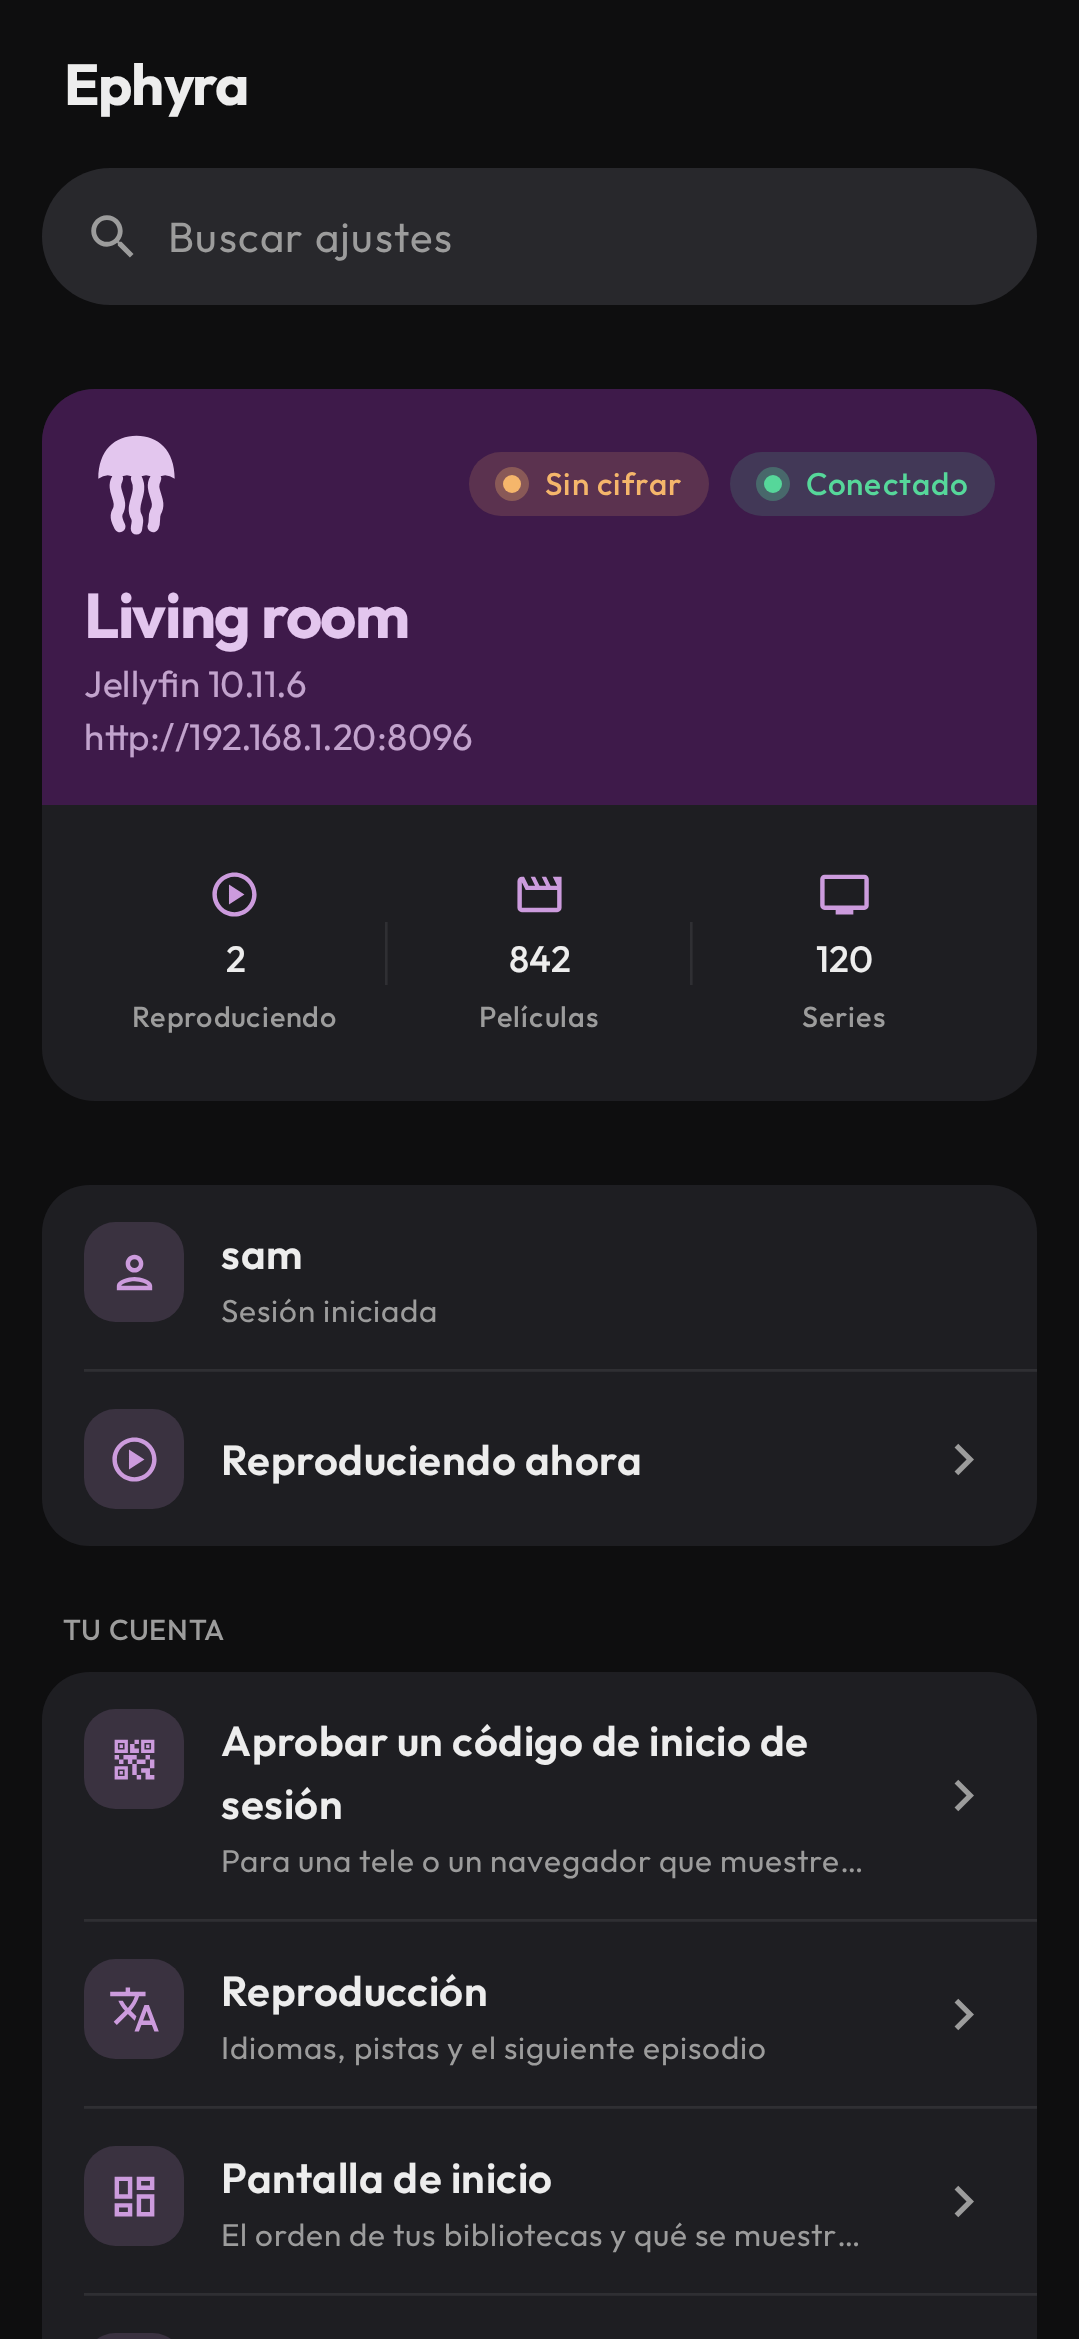 Ephyra
Buscar ajustes
Sin cifrar
Conectado
Living room
Jellyfin 10.11.6
http://192.168.1.20:8096
2
842
120
Reproduciendo
Películas
Series
sam
Sesión iniciada
Reproduciendo ahora
TU CUENTA
Aprobar un código de inicio de
sesión
Para una tele o un navegador que muestre…
Reproducción
Idiomas, pistas y el siguiente episodio
Pantalla de inicio
El orden de tus bibliotecas y qué se muestr…